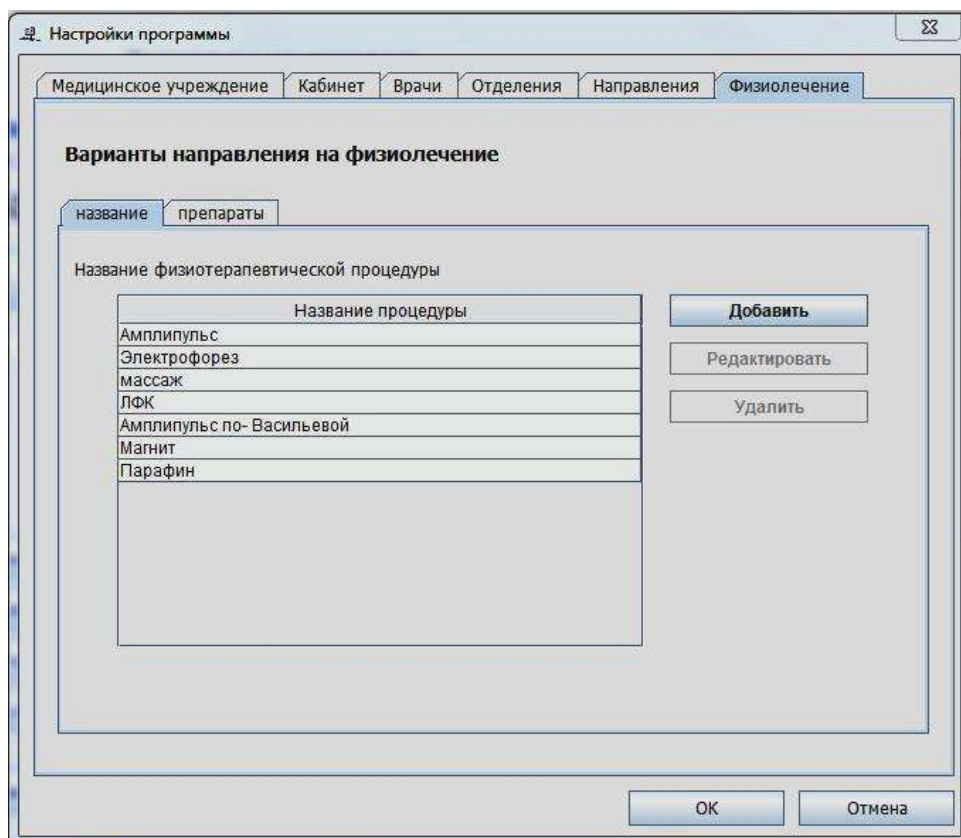 Настройки программы
Медицинское учреждение Кабинет Врачи Отделения Направления Физиолечение
Варианты направления на физиолечение
название препараты
Название физиотерапевтической процедуры
Название процедуры
Добавить
Амплипульс
Электрофорез
Редактировать
массаж
ЛФК
Удалить
Амплипульс по- Васильевой
Магнит
Парафин
OK Отмена